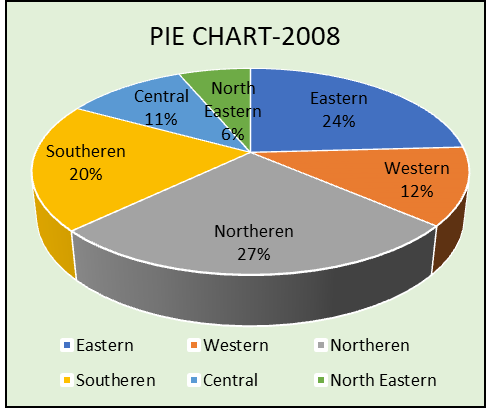 PIE CHART-2008
Eastern
24%
Western
12%
Northeren
27%
Southeren
20%
Central
11%
North
Eastern
6%
Eastern Western Northeren
Southeren Central North Eastern